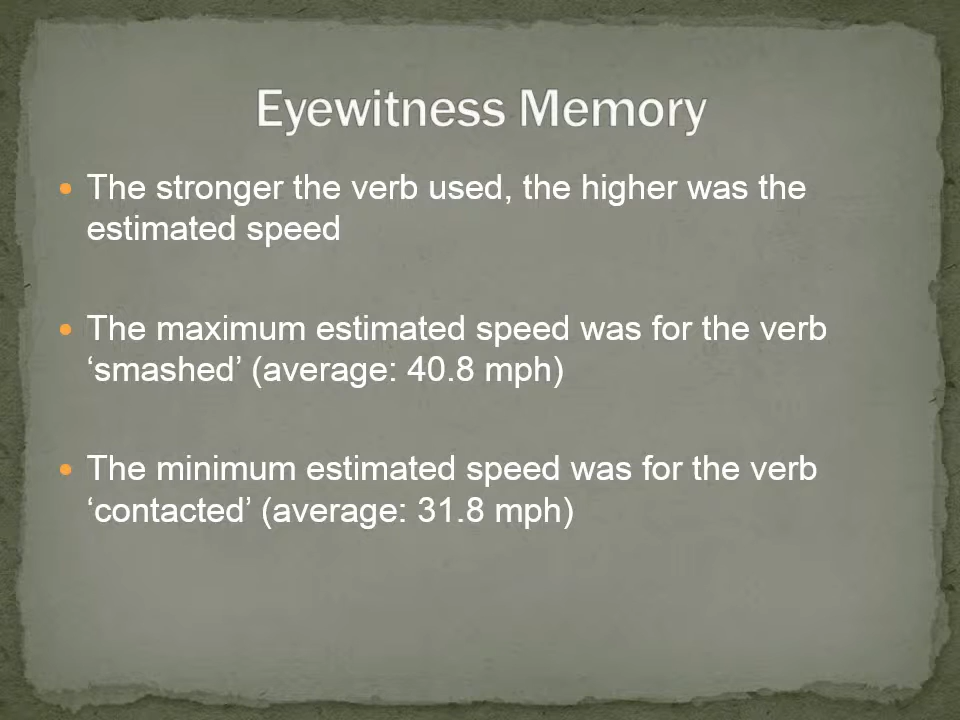 Eyewitness Memory
• The stronger the verb used, the higher was the
estimated speed
• The maximum estimated speed was for the verb
‘smashed’ (average: 40.8 mph)
• The minimum estimated speed was for the verb
‘contacted’ (average: 31.8 mph)